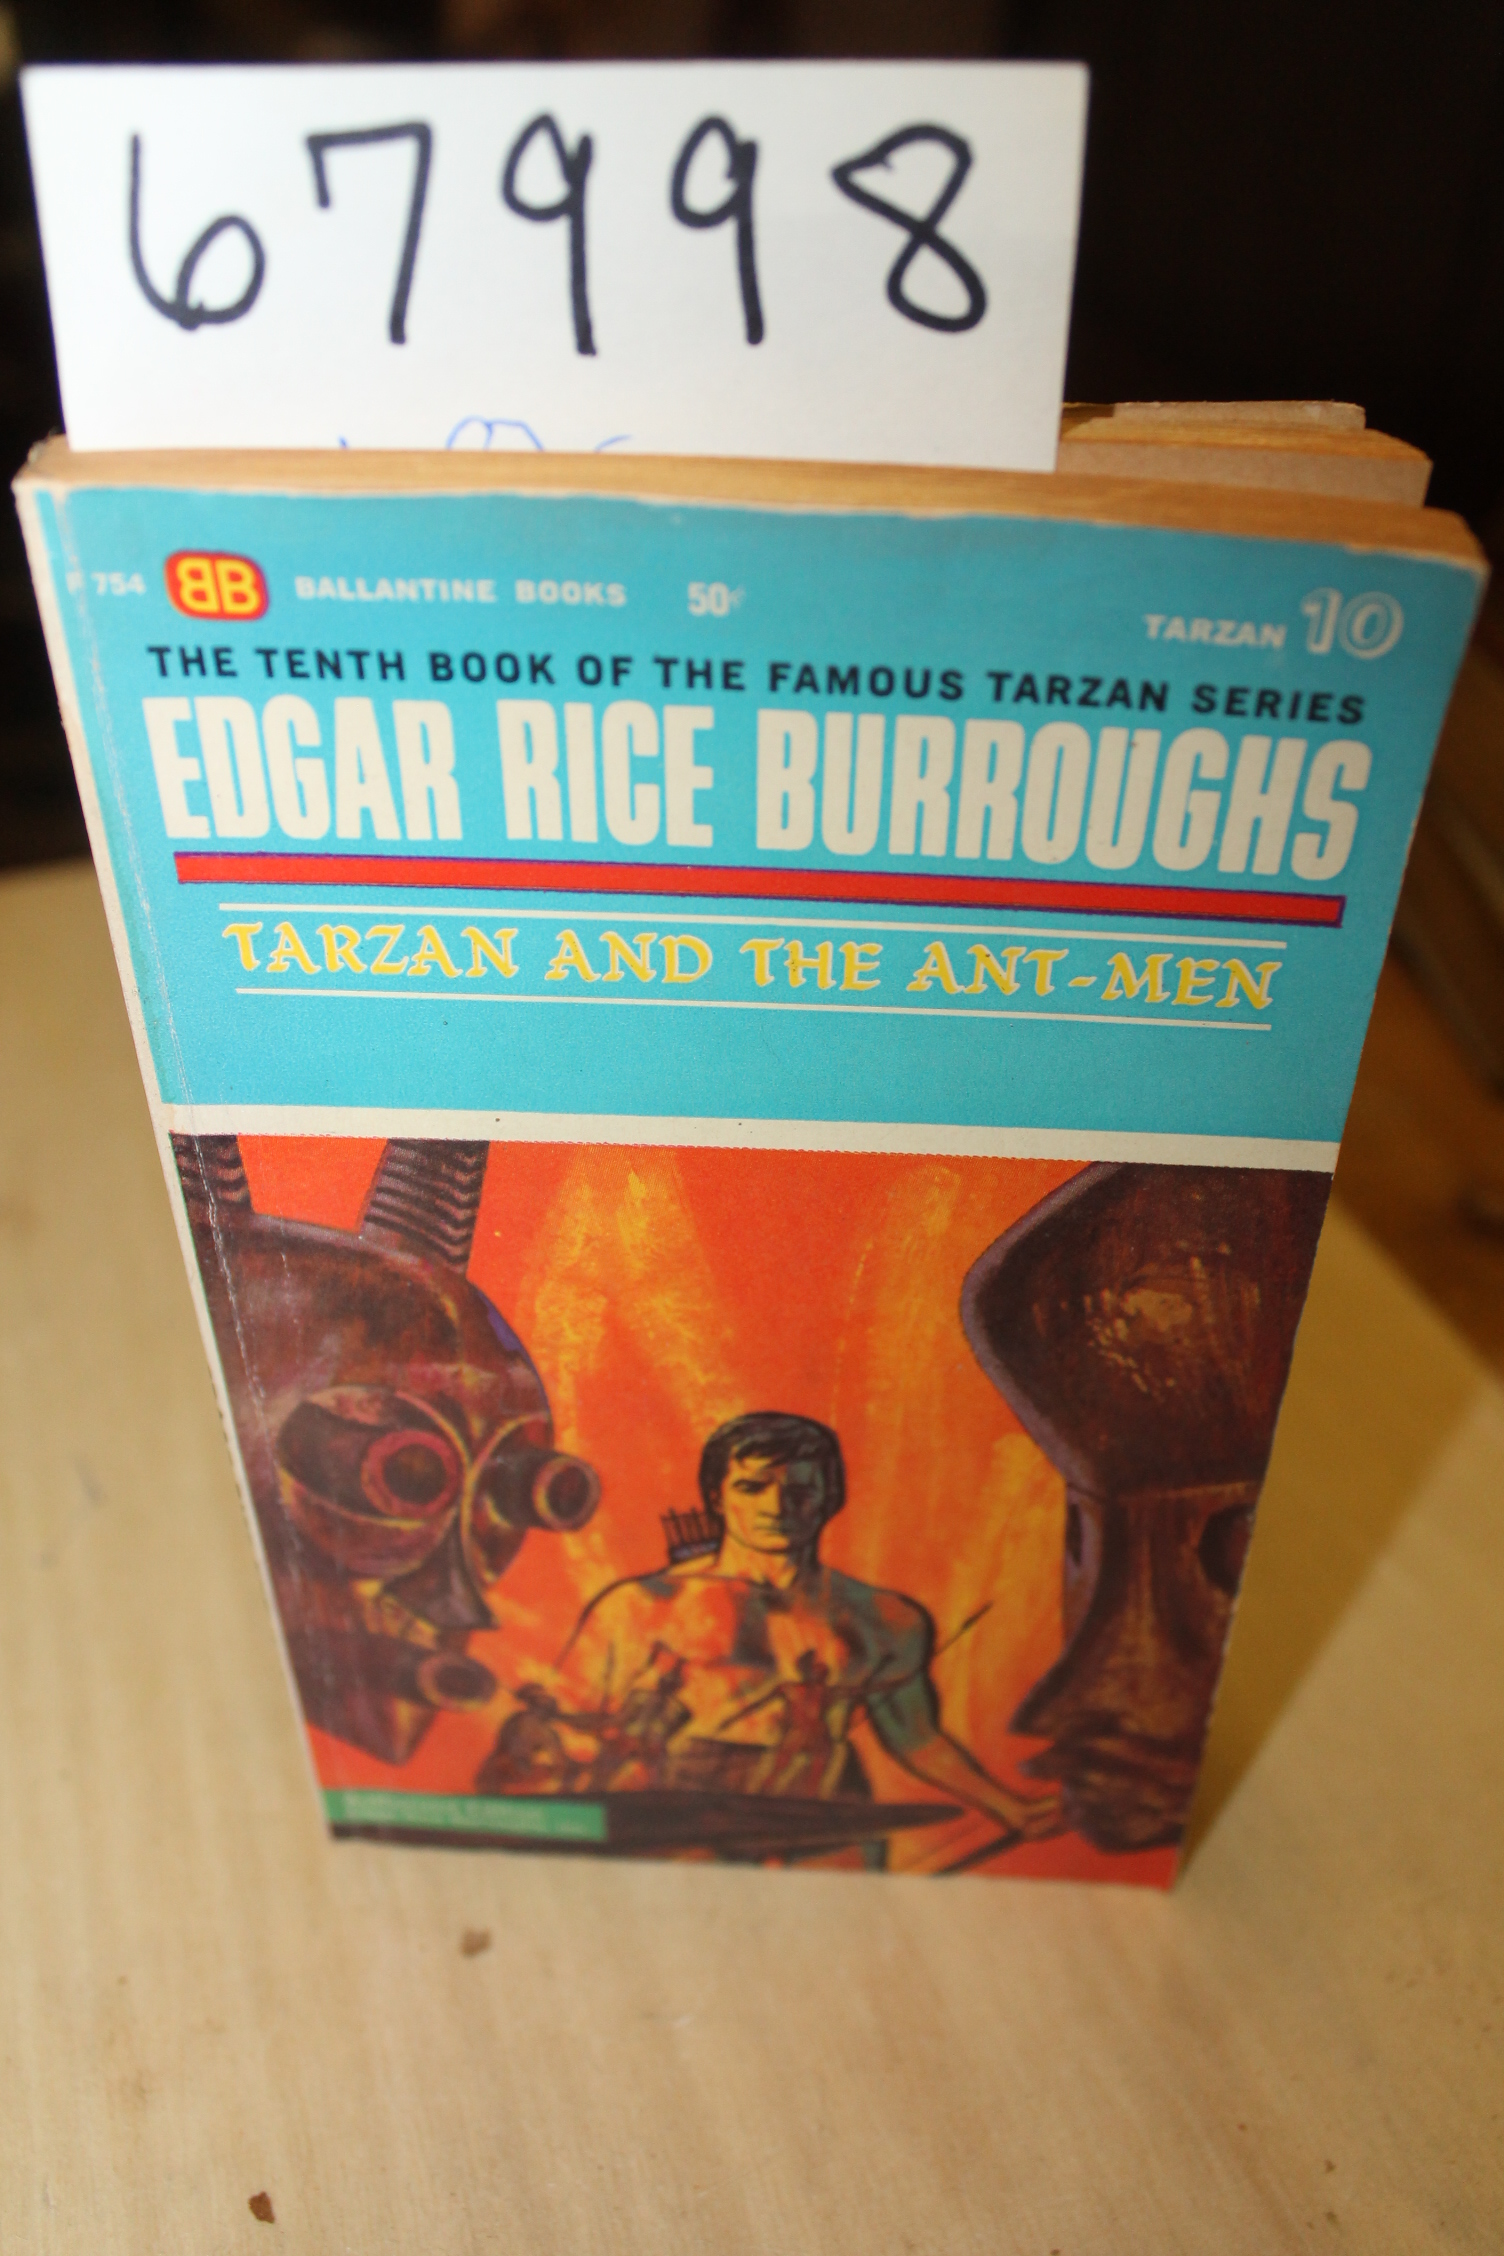 67998
F 754 BB BALLANTINE BOOKS 50¢ TARZAN 10
THE TENTH BOOK OF THE FAMOUS TARZAN SERIES
EDGAR RICE BURROUGHS
TARZAN AND THE ANT-MEN